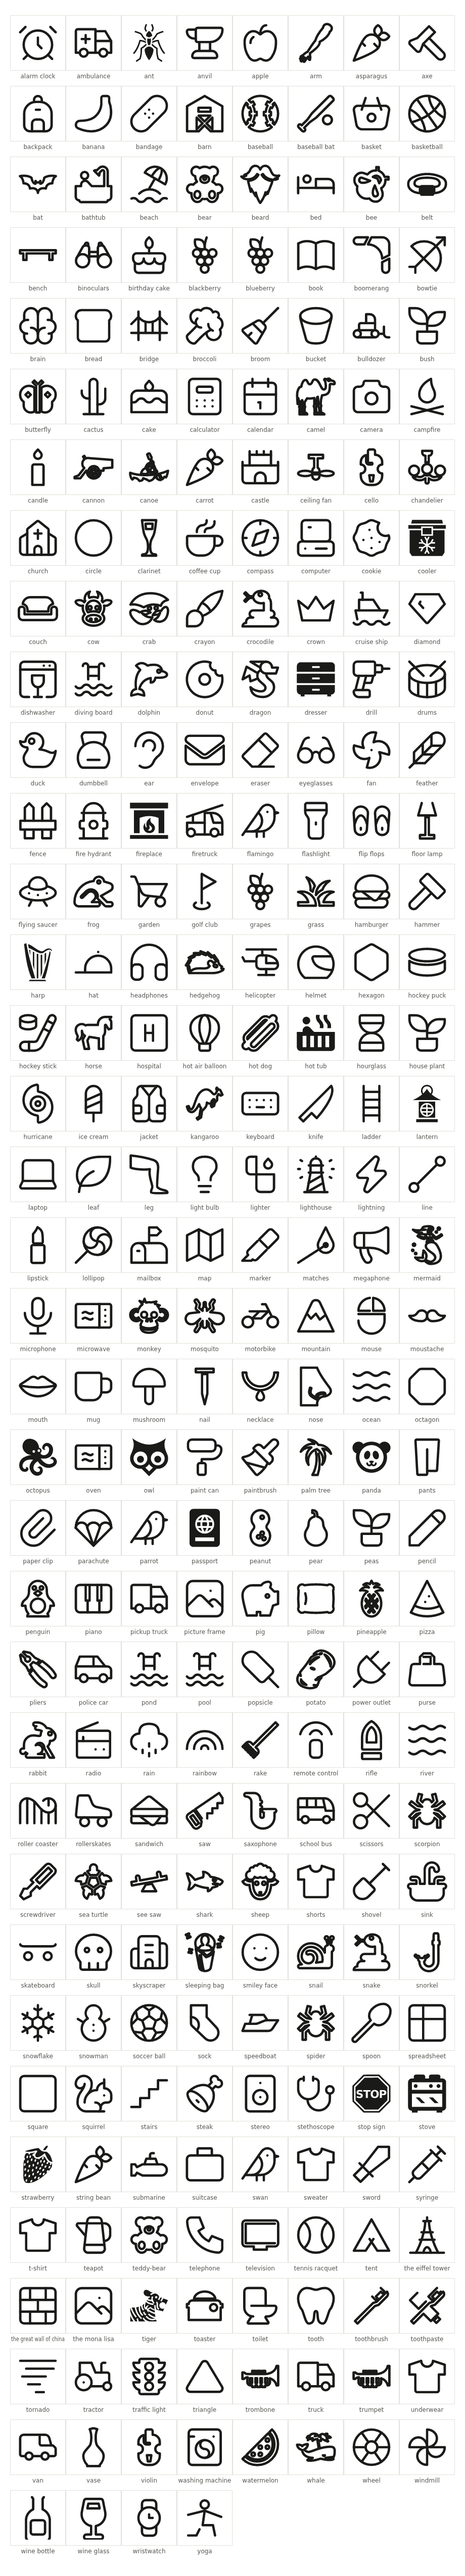 alarm clock ambulance ant anvil apple arm asparagus axe
backpack banana bandage barn baseball baseball bat basket basketball
bat bathtub beach bear beard bed bee belt
bench binoculars birthday cake blackberry blueberry book boomerang bowtie
brain bread bridge broccoli broom bucket bulldozer bush
1
butterfly cactus cake calculator calendar camel camera campfire
candle cannon canoe carrot castle ceiling fan cello chandelier
church circle clarinet coffee cup compass computer cookie cooler
couch cow crab crayon crocodile crown cruise ship diamond
dishwasher diving board dolphin donut dragon dresser drill drums
duck dumbbell ear envelope eraser eyeglasses fan feather
fence fire hydrant fireplace firetruck flamingo flashlight flip flops floor lamp
flying saucer frog garden golf club grapes grass hamburger hammer
harp hat headphones hedgehog helicopter helmet hexagon hockey puck
H
hockey stick horse hospital hot air balloon hot dog hot tub hourglass house plant
hurricane ice cream jacket kangaroo keyboard knife ladder lantern
laptop leaf leg light bulb lighter lighthouse lightning line
lipstick lollipop mailbox map marker matches megaphone mermaid
microphone microwave monkey mosquito motorbike mountain mouse moustache
mouth mug mushroom nail necklace nose ocean octagon
octopus oven owl paint can paintbrush palm tree panda pants
paper clip parachute parrot passport peanut pear peas pencil
penguin piano pickup truck picture frame pig pillow pineapple pizza
pliers police car pond pool popsicle potato power outlet purse
rabbit radio rain rainbow rake remote control rifle river
roller coaster rollerskates sandwich saw saxophone school bus scissors scorpion
screwdriver sea turtle see saw shark sheep shorts shovel sink
skateboard skull skyscraper sleeping bag smiley face snail snake snorkel
snowflake snowman soccer ball sock speedboat spider spoon spreadsheet
STOP
square squirrel stairs steak stereo stethoscope stop sign stove
strawberry string bean submarine suitcase swan sweater sword syringe
t-shirt teapot teddy-bear telephone television tennis racquet tent the eiffel tower
the great wall of china the mona lisa tiger toaster toilet tooth toothbrush toothpaste
tornado tractor traffic light triangle trombone truck trumpet underwear
van vase violin washing machine watermelon whale wheel windmill
wine bottle wine glass wristwatch yoga